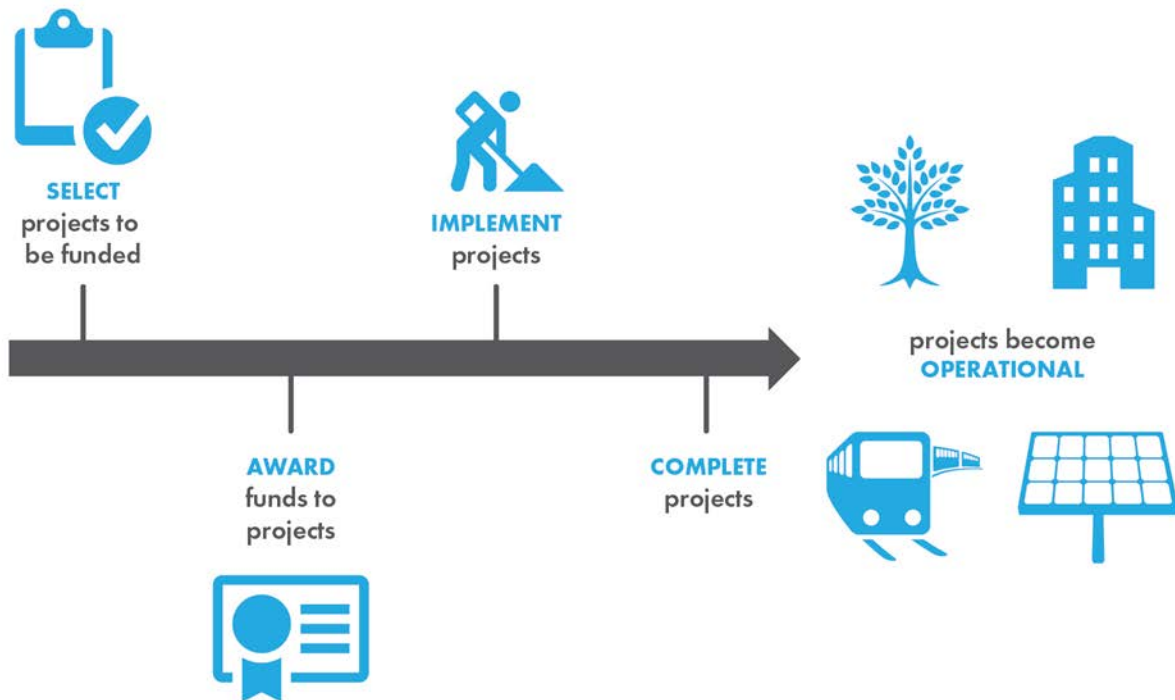 SELECT
projects to
be funded
AWARD
funds to
projects
IMPLEMENT
projects
COMPLETE
projects
projects become
OPERATIONAL